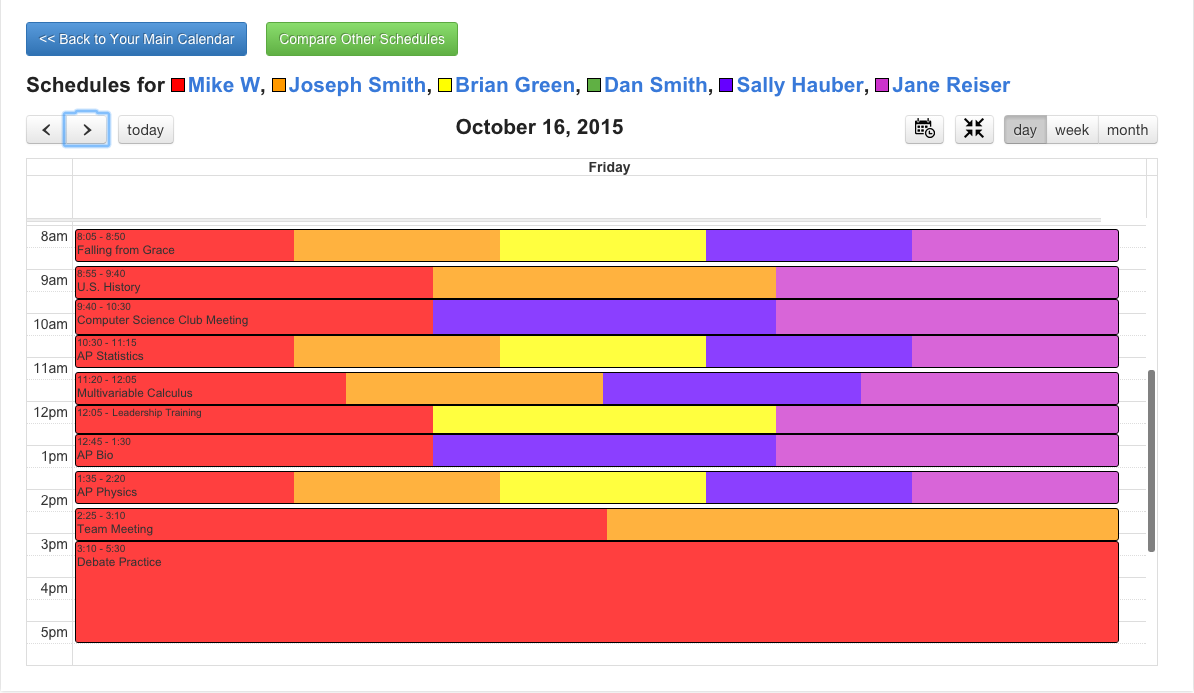 << Back to Your Main Calendar Compare Other Schedules
Schedules for Mike W, Joseph Smith, Brian Green, Dan Smith, Sally Hauber, Jane Reiser
< > today October 16, 2015 day week month
Friday
8am
8:05 - 8:50
Falling from Grace
9am
8:55 - 9:40
U.S. History
9:40 - 10:30
Computer Science Club Meeting
10am
10:30 - 11:15
AP Statistics
11am
11:20 - 12:05
Multivariable Calculus
12pm
12:05 - Leadership Training
12:45 - 1:30
AP Bio
1pm
1:35 - 2:20
AP Physics
2pm
2:25 - 3:10
Team Meeting
3pm
3:10 - 5:30
Debate Practice
4pm
5pm